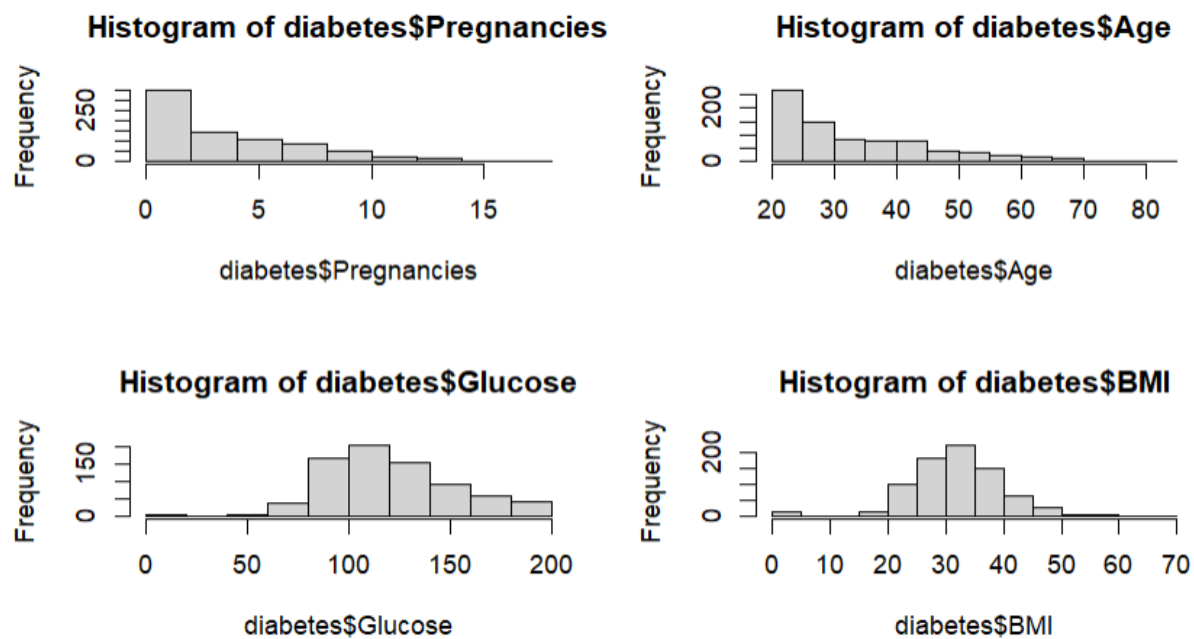 Histogram of diabetes$Pregnancies
Frequency
250
0
0 5 10 15
diabetes$Pregnancies
Histogram of diabetes$Age
Frequency
200
0
20 30 40 50 60 70 80
diabetes$Age
Histogram of diabetes$Glucose
Frequency
150
0
0 50 100 150 200
diabetes$Glucose
Histogram of diabetes$BMI
Frequency
200
0
0 10 20 30 40 50 60 70
diabetes$BMI